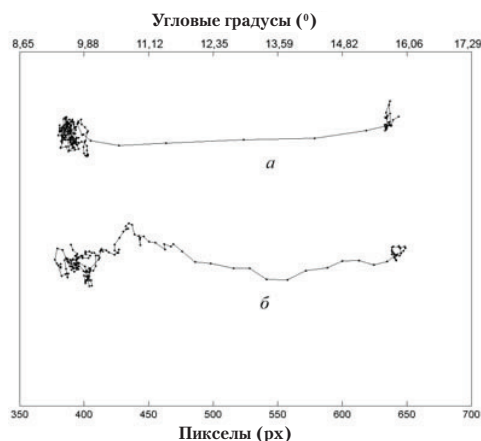 Угловые градусы (⁰)
8,65 9,88 11,12 12,35 13,59 14,82 16,06 17,29
а
б
350 400 450 500 550 600 650 700
Пикселы (px)